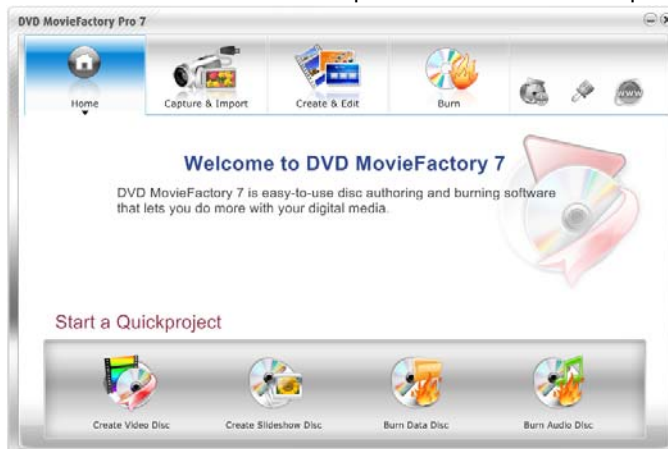 DVD MovieFactory Pro 7
Home
Capture & Import
Create & Edit
Burn
www
Welcome to DVD MovieFactory 7
DVD MovieFactory 7 is easy-to-use disc authoring and burning software
that lets you do more with your digital media.
Start a Quickproject
Create Video Disc
Create Slideshow Disc
Burn Data Disc
Burn Audio Disc